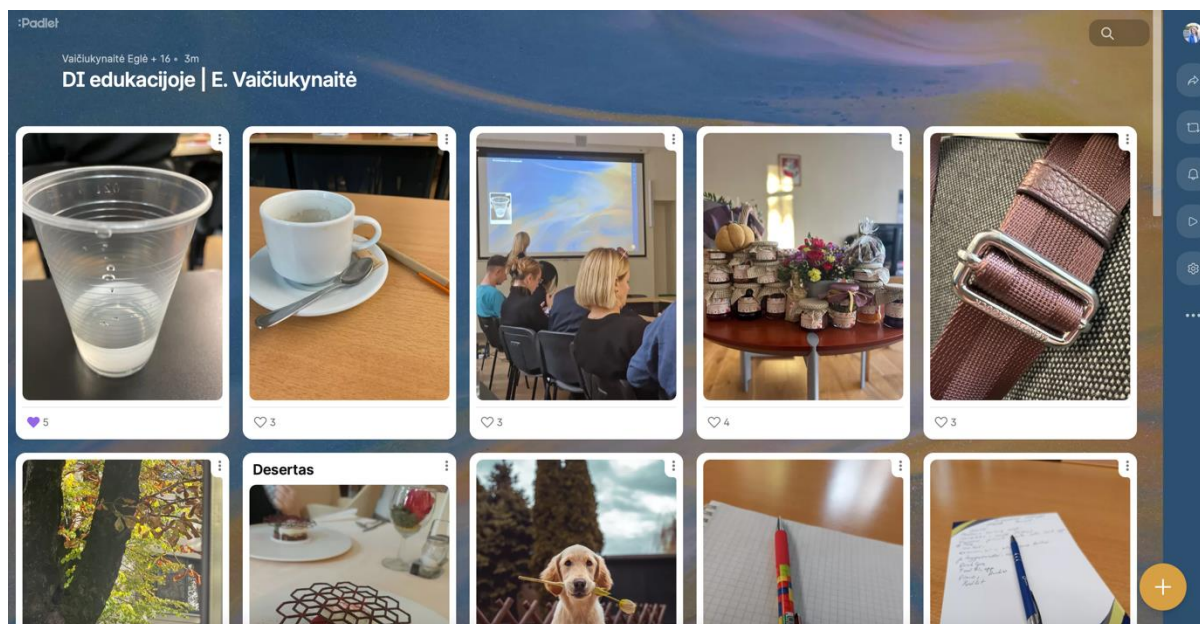 :Padlet
Vaičiukynaitė Eglė + 16 • 3m
DI edukacijoje | E. Vaičiukynaitė
5
3
3
4
3
Desertas